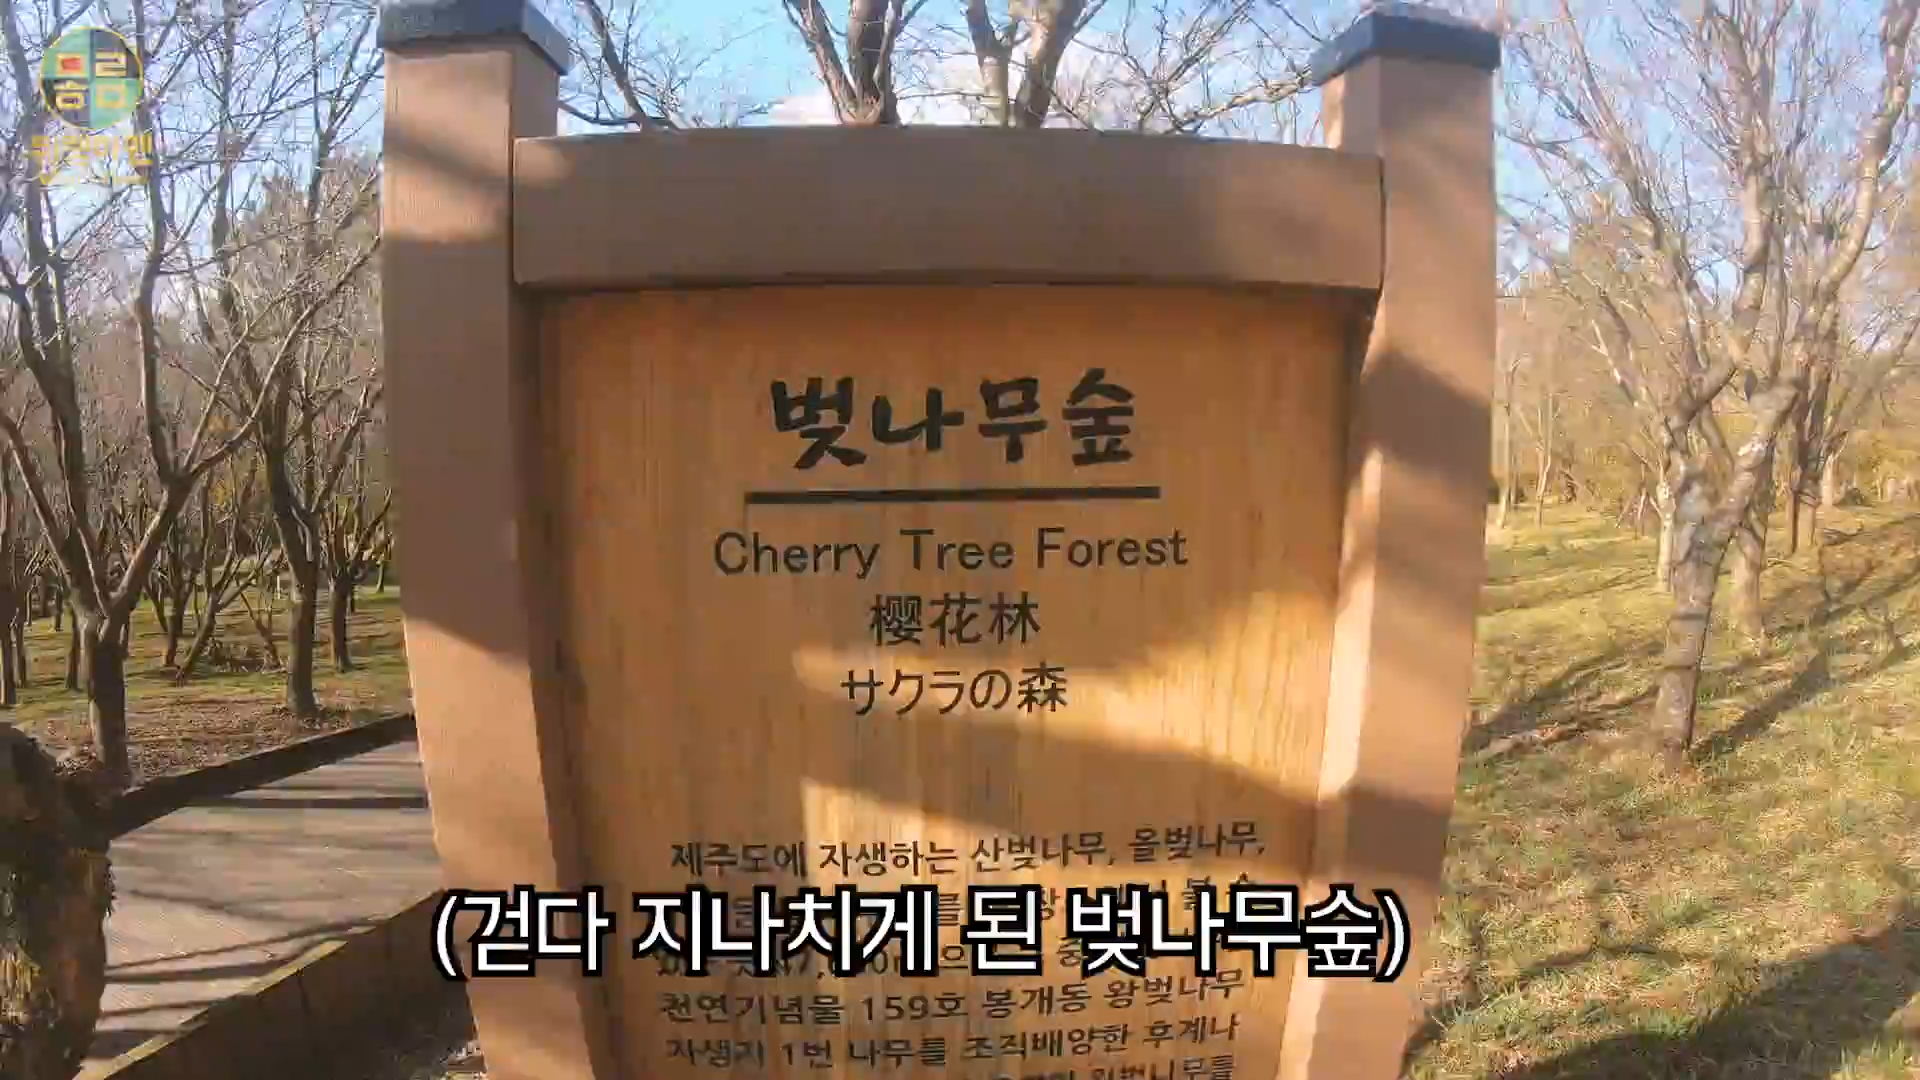 벚나무숲
Cherry Tree Forest
樱花林
サクラの森
제주도에 자생하는 산벚나무, 올벚나무,
(걷다 지나치게 된 벚나무숲)
천연기념물 159호 봉개동 왕벚나무
자생지 1번 나무를 조직배양한 후계나